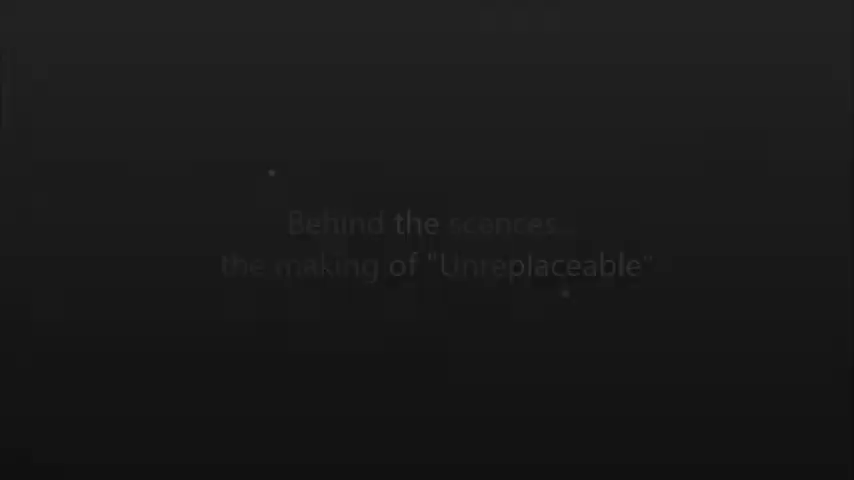 Behind the scences...
the making of "Unreplaceable"